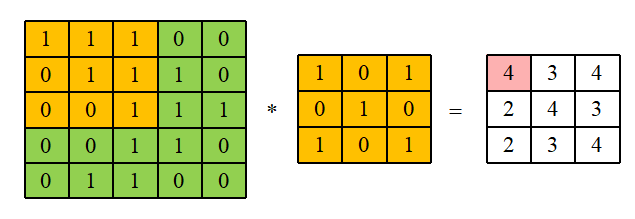 1 1 1 0 0
0 1 1 1 0
0 0 1 1 1
0 0 1 1 0
0 1 1 0 0
*
1 0 1
0 1 0
1 0 1
=
4 3 4
2 4 3
2 3 4